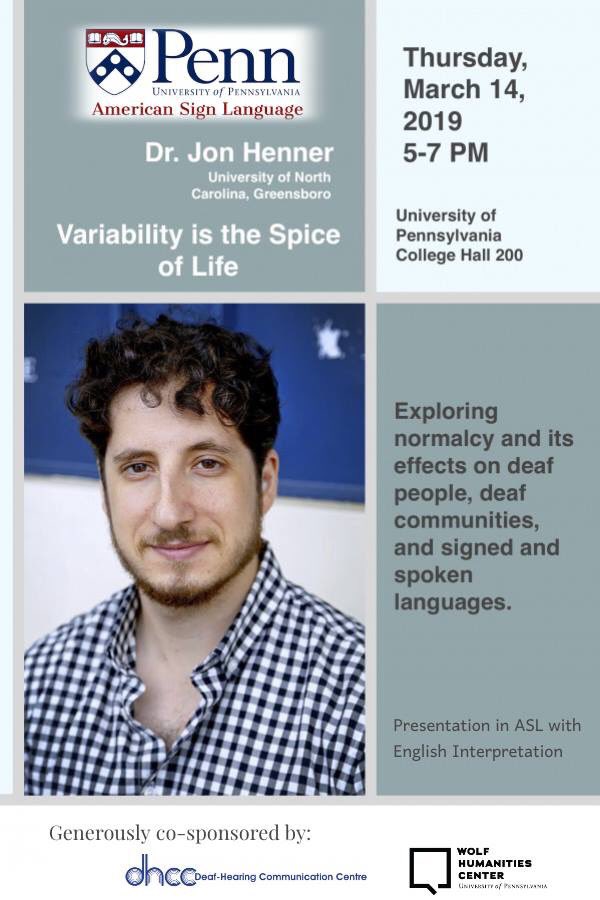 Penn
UNIVERSITY of PENNSYLVANIA
American Sign Language
Dr. Jon Henner
University of North
Carolina, Greensboro
Variability is the Spice
of Life
Thursday,
March 14,
2019
5-7 PM
University of
Pennsylvania
College Hall 200
Exploring
normalcy and its
effects on deaf
people, deaf
communities,
and signed and
spoken
languages.
Presentation in ASL with
English Interpretation
Generously co-sponsored by:
dhcc Deaf-Hearing Communication Centre
WOLF
HUMANITIES
CENTER
UNIVERSITY of PENNSYLVANIA